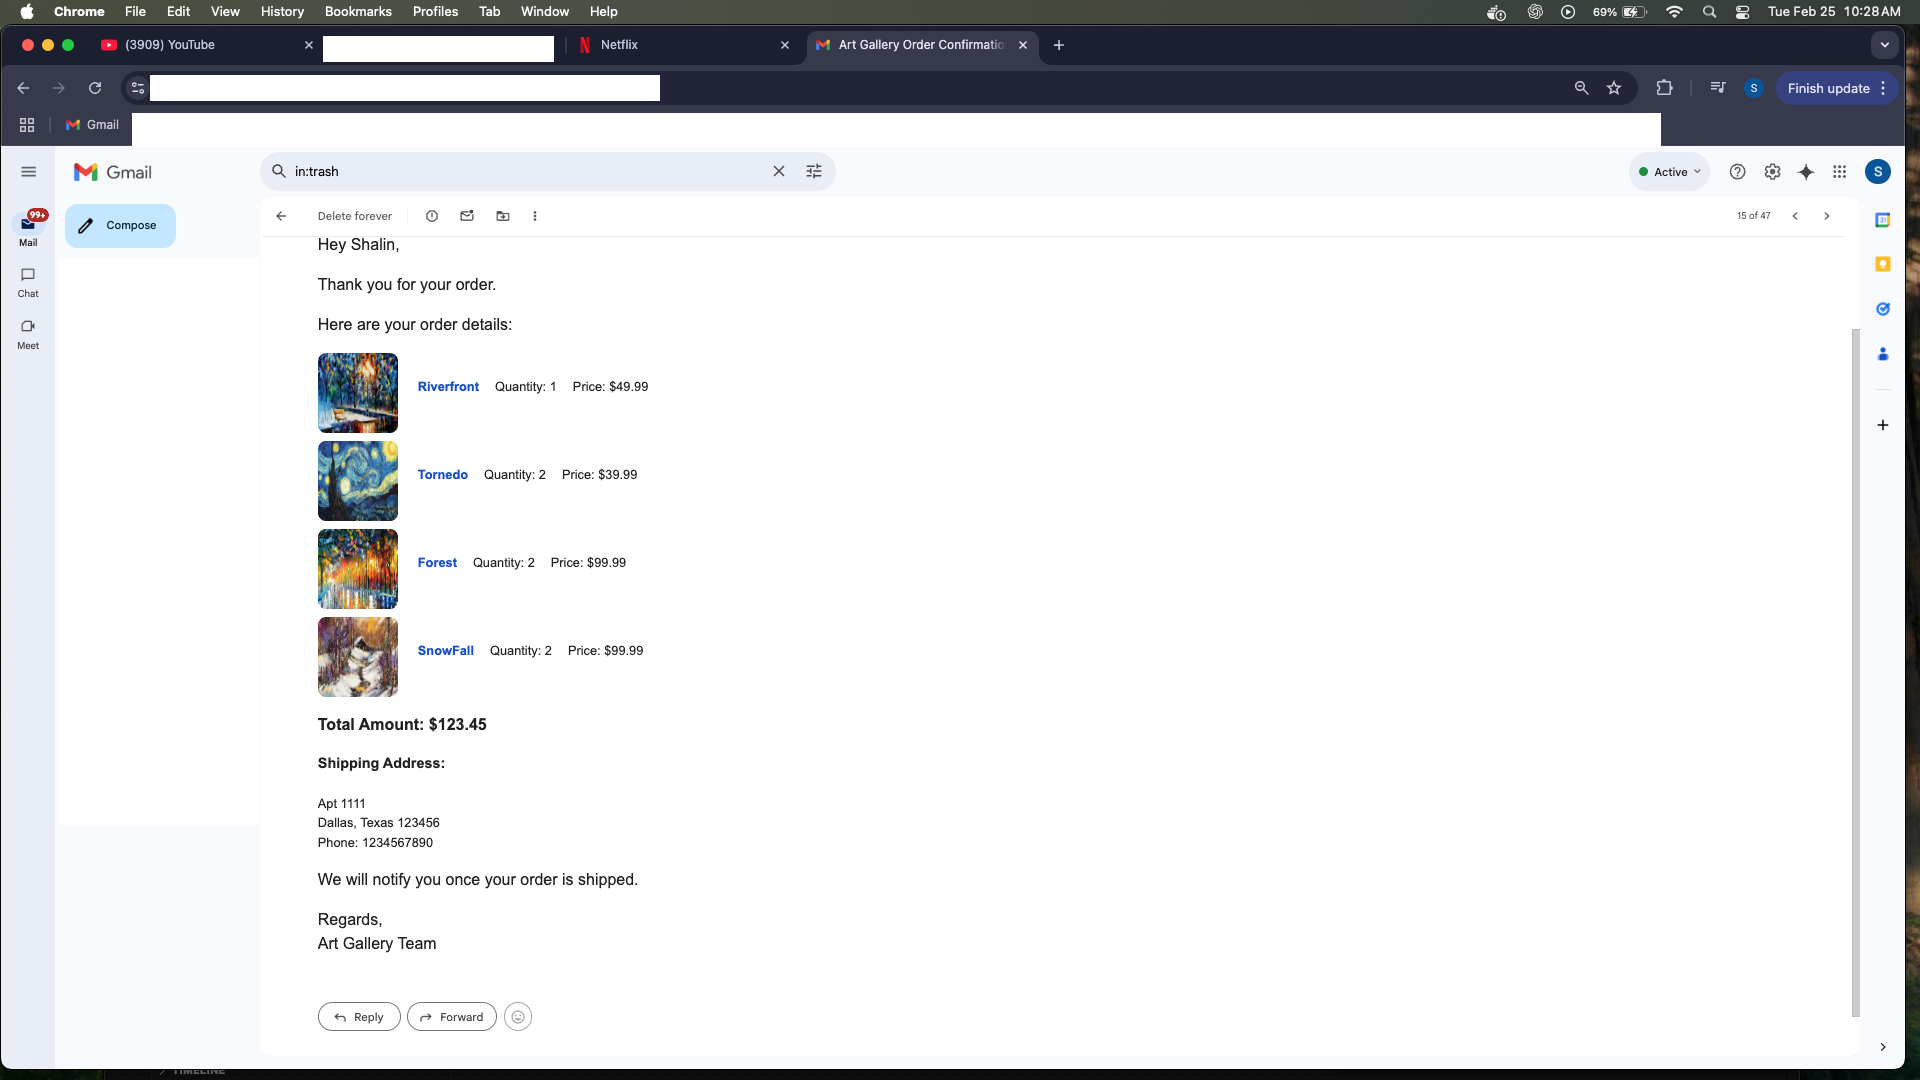 Chrome File Edit View History Bookmarks Profiles Tab Window Help 69% Tue Feb 25 10:28 AM
(3909) YouTube Netflix Art Gallery Order Confirmatio
S Finish update
Gmail
Gmail in:trash Active S
99+
Mail
Compose
Chat
Meet
Delete forever 15 of 47
Hey Shalin,
Thank you for your order.
Here are your order details:
Riverfront Quantity: 1 Price: $49.99
Tornedo Quantity: 2 Price: $39.99
Forest Quantity: 2 Price: $99.99
SnowFall Quantity: 2 Price: $99.99
Total Amount: $123.45
Shipping Address:
Apt 1111
Dallas, Texas 123456
Phone: 1234567890
We will notify you once your order is shipped.
Regards,
Art Gallery Team
Reply Forward
TIMELINE